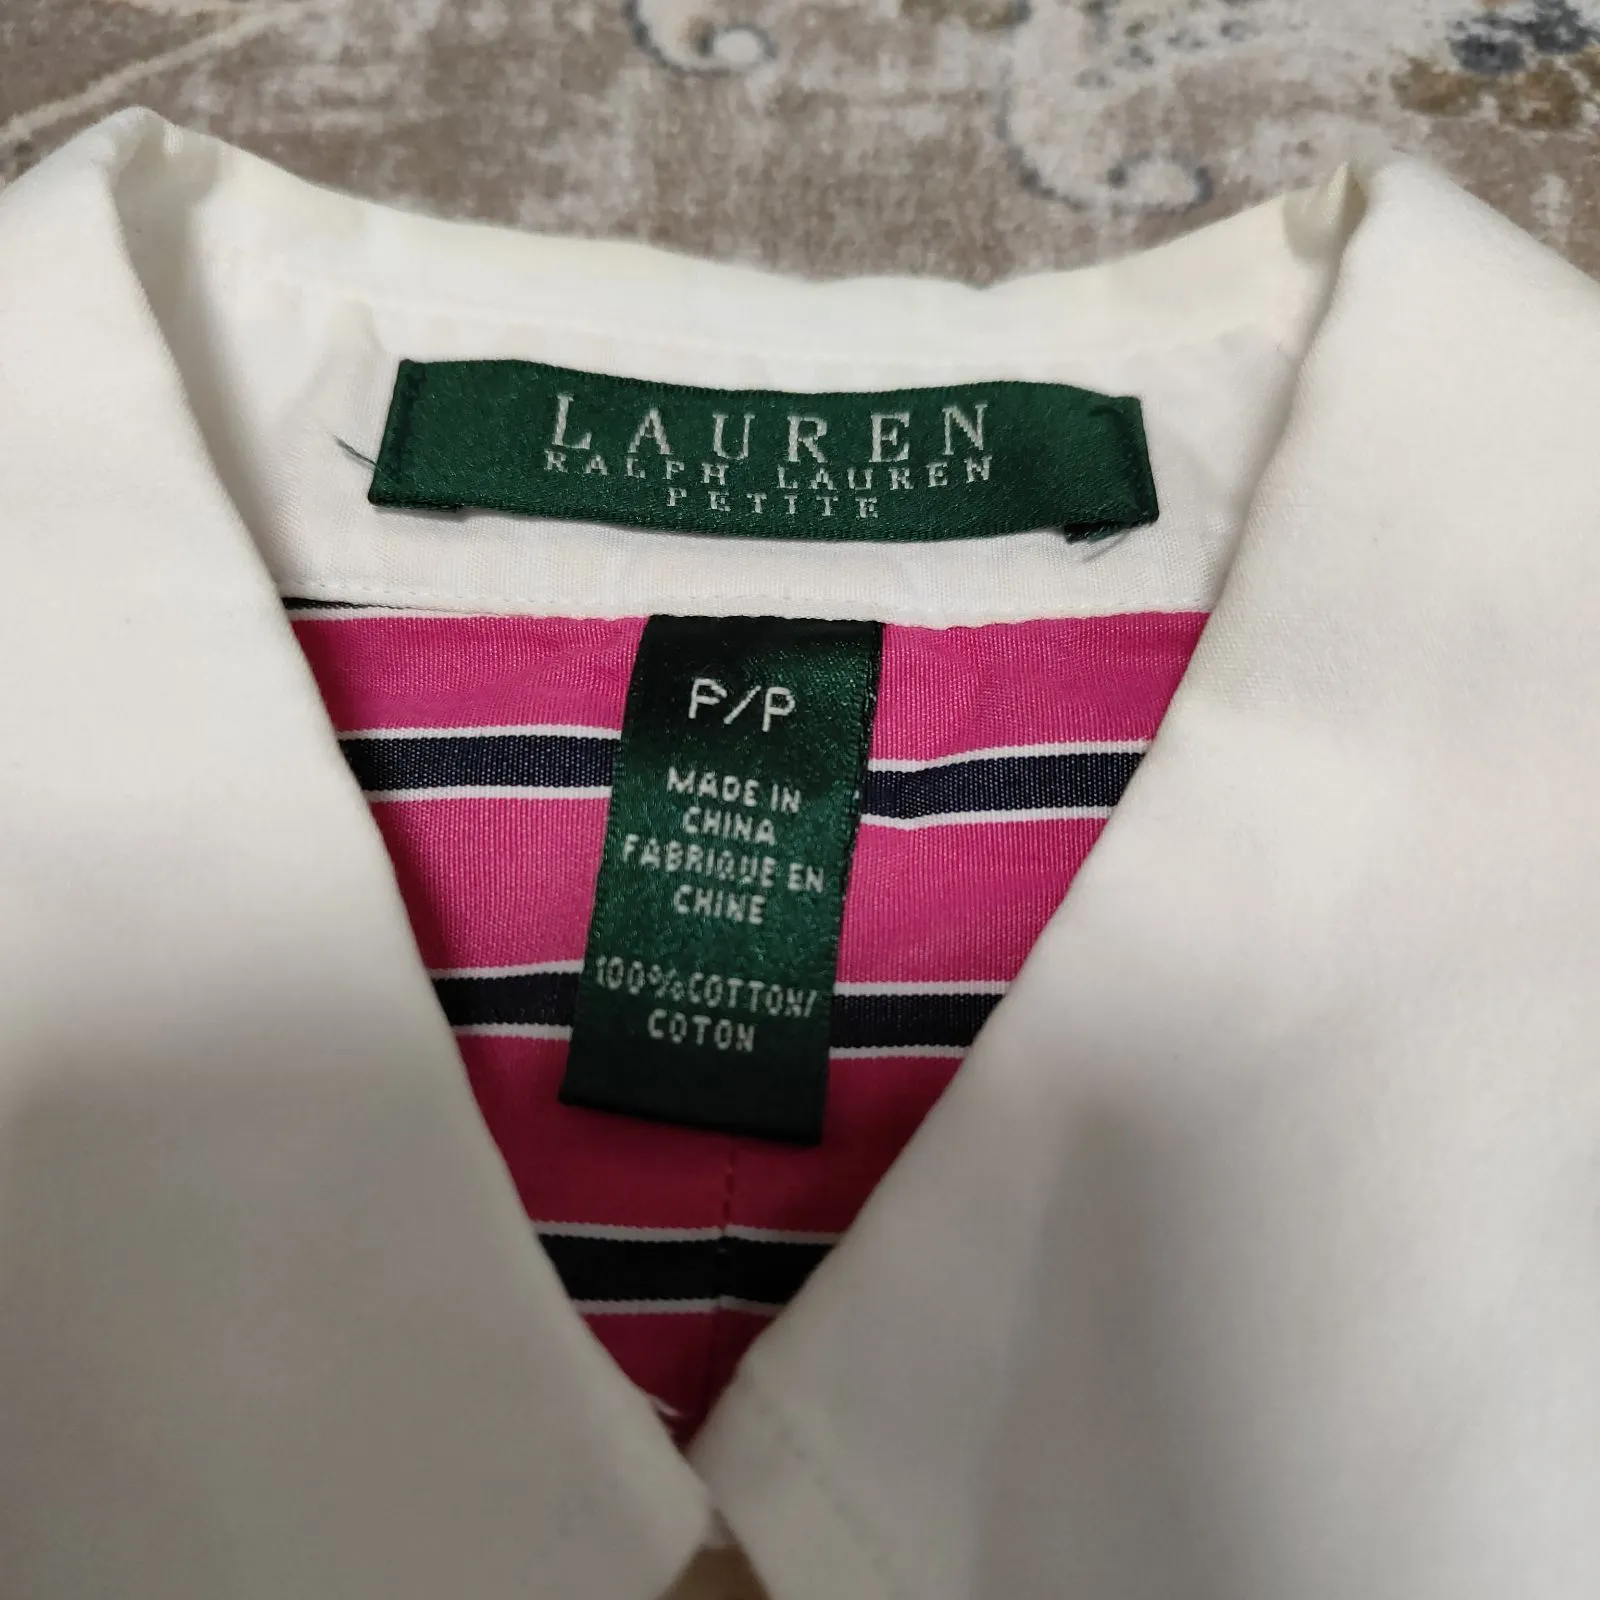 LAUREN
RALPH LAUREN
PETITE
P/P
MADE IN
CHINA
FABRIQUE EN
CHINE
100%COTTON/
COTON